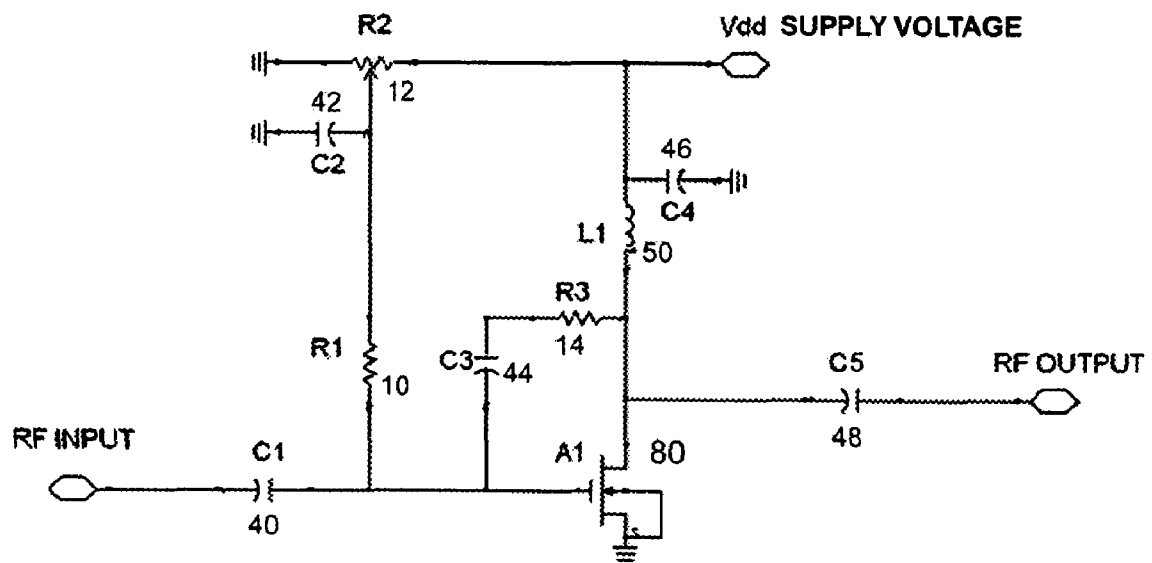 R2
Vdd SUPPLY VOLTAGE
12
42
C2
46
C4
L1
50
R3
14
R1
10
C3
44
C5
RF OUTPUT
48
RF INPUT
C1
40
A1
80